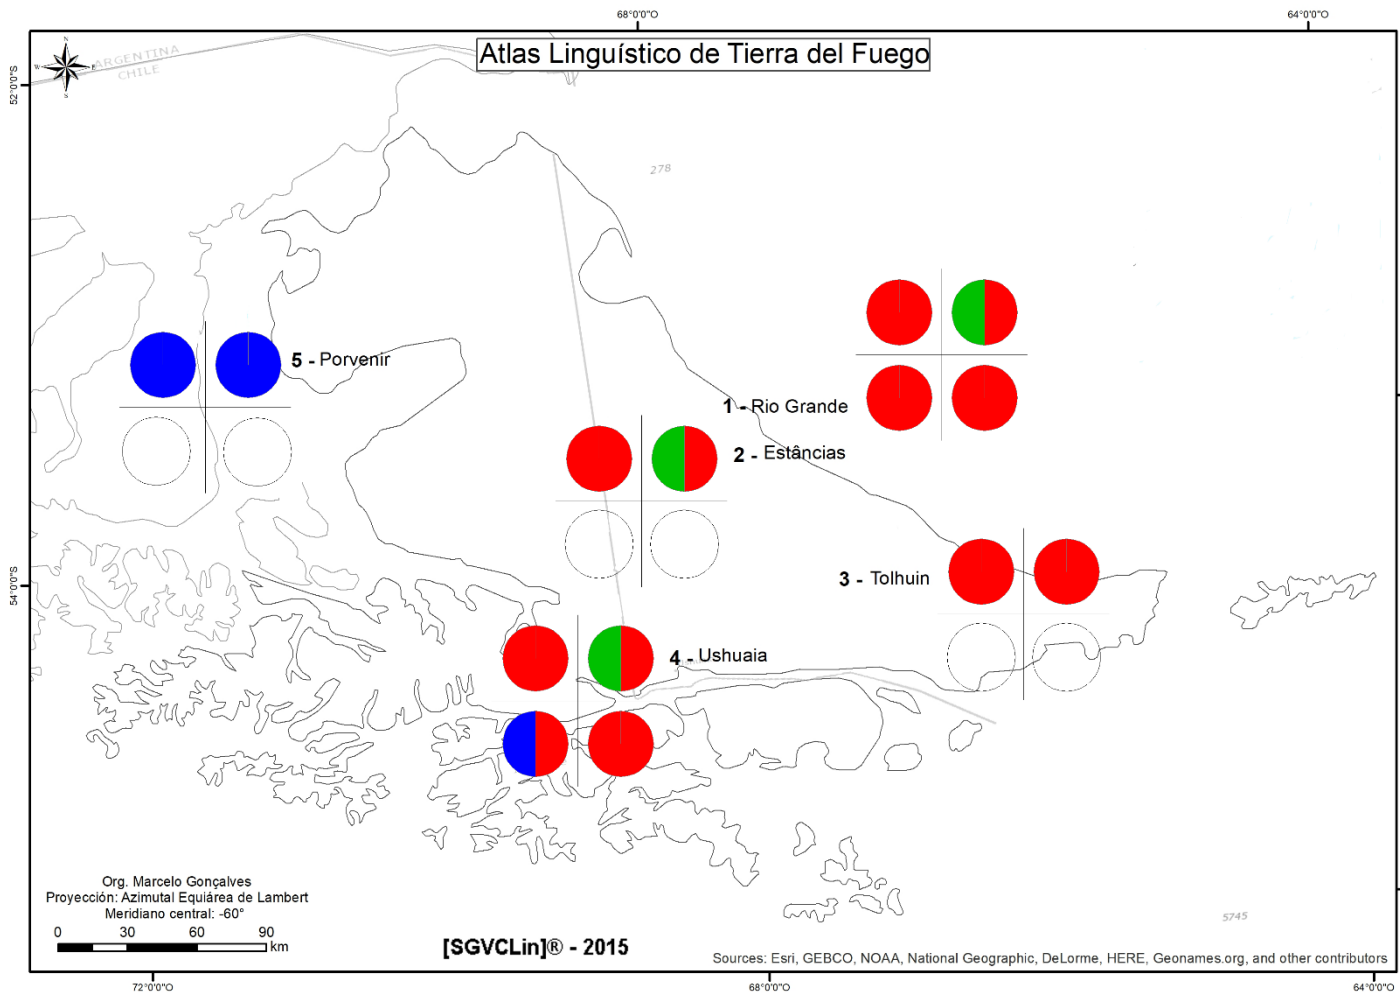 68°0'0"O
64°0'0"O
Atlas Linguístico de Tierra del Fuego
ARGENTINA
CHILE
N
W
E
S
52°0'0"S
278
5 - Porvenir
1 - Rio Grande
2 - Estâncias
3 - Tolhuin
54°0'0"S
4 - Ushuaia
Org. Marcelo Gonçalves
Proyección: Azimutal Equiárea de Lambert
Meridiano central: -60°
0 30 60 90
km
[SGVCLin]® - 2015
5745
Sources: Esri, GEBCO, NOAA, National Geographic, DeLorme, HERE, Geonames.org, and other contributors
72°0'0"O
68°0'0"O
64°0'0"O